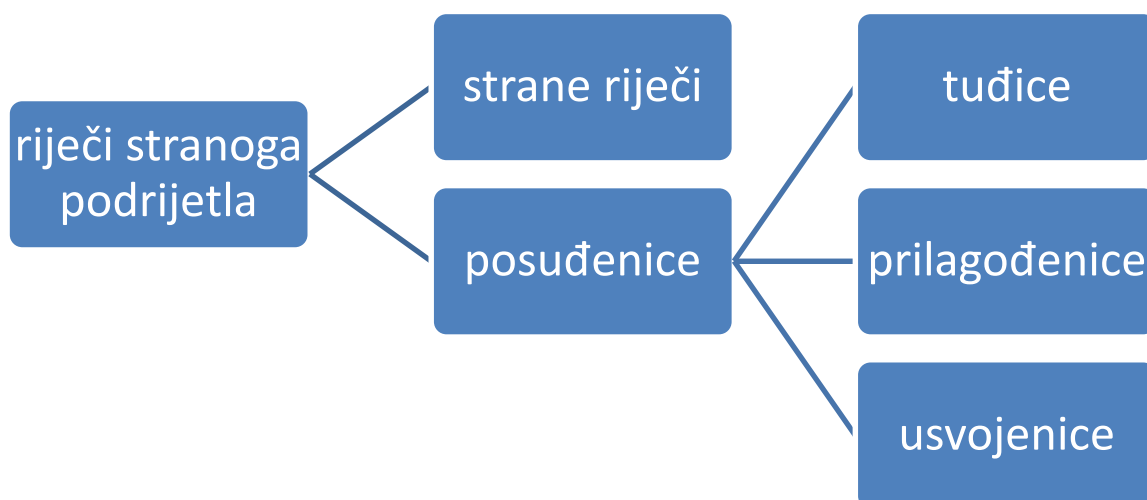 riječi stranoga
podrijetla
strane riječi
posuđenice
tuđice
prilagođenice
usvojenice